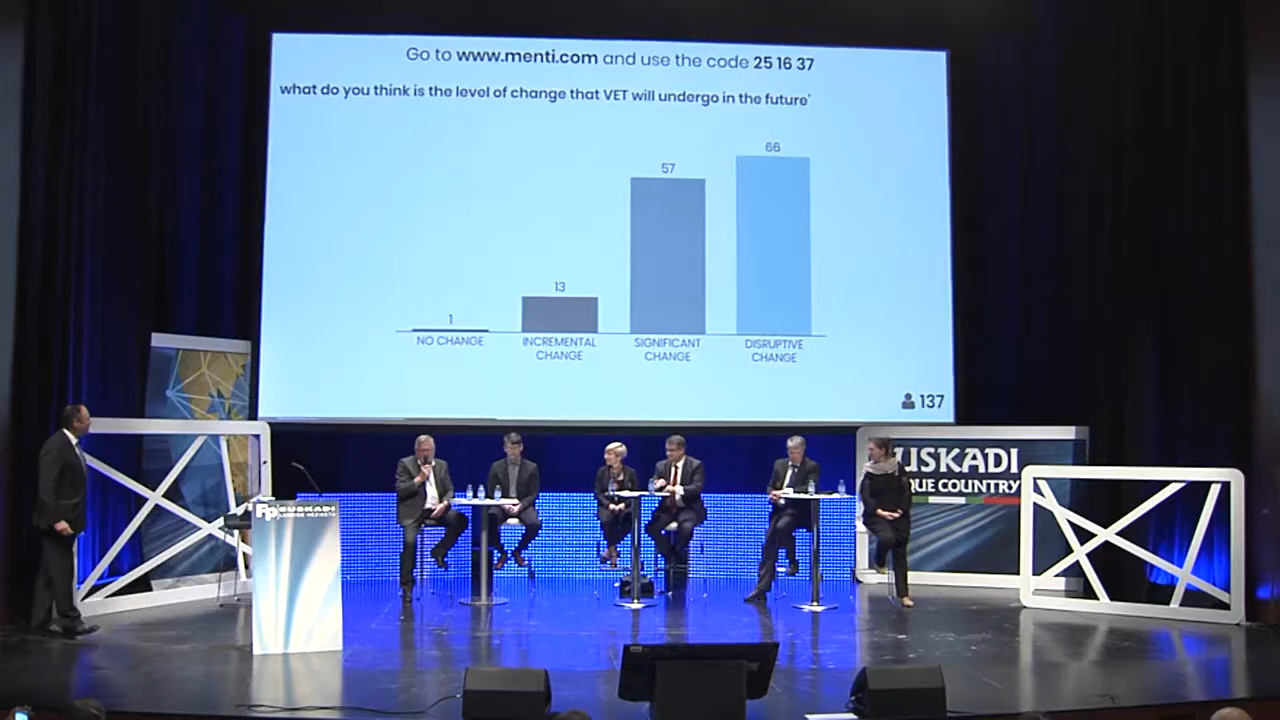 Go to www.menti.com and use the code 25 16 37
what do you think is the level of change that VET will undergo in the future'
66
57
13
1
NO CHANGE
INCREMENTAL CHANGE
SIGNIFICANT CHANGE
DISRUPTIVE CHANGE
137
USKADI
QUE COUNTRY
Fp EUSKADI